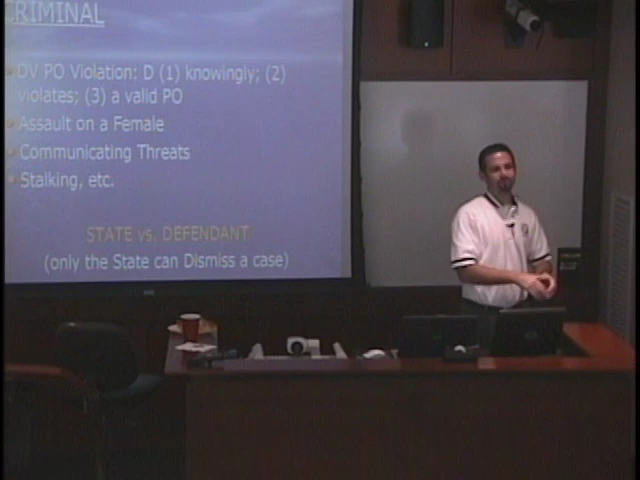 CRIMINAL
DV PO Violation: D (1) knowingly; (2)
violates; (3) a valid PO
Assault on a Female
Communicating Threats
Stalking, etc.
STATE vs. DEFENDANT
(only the State can Dismiss a case)